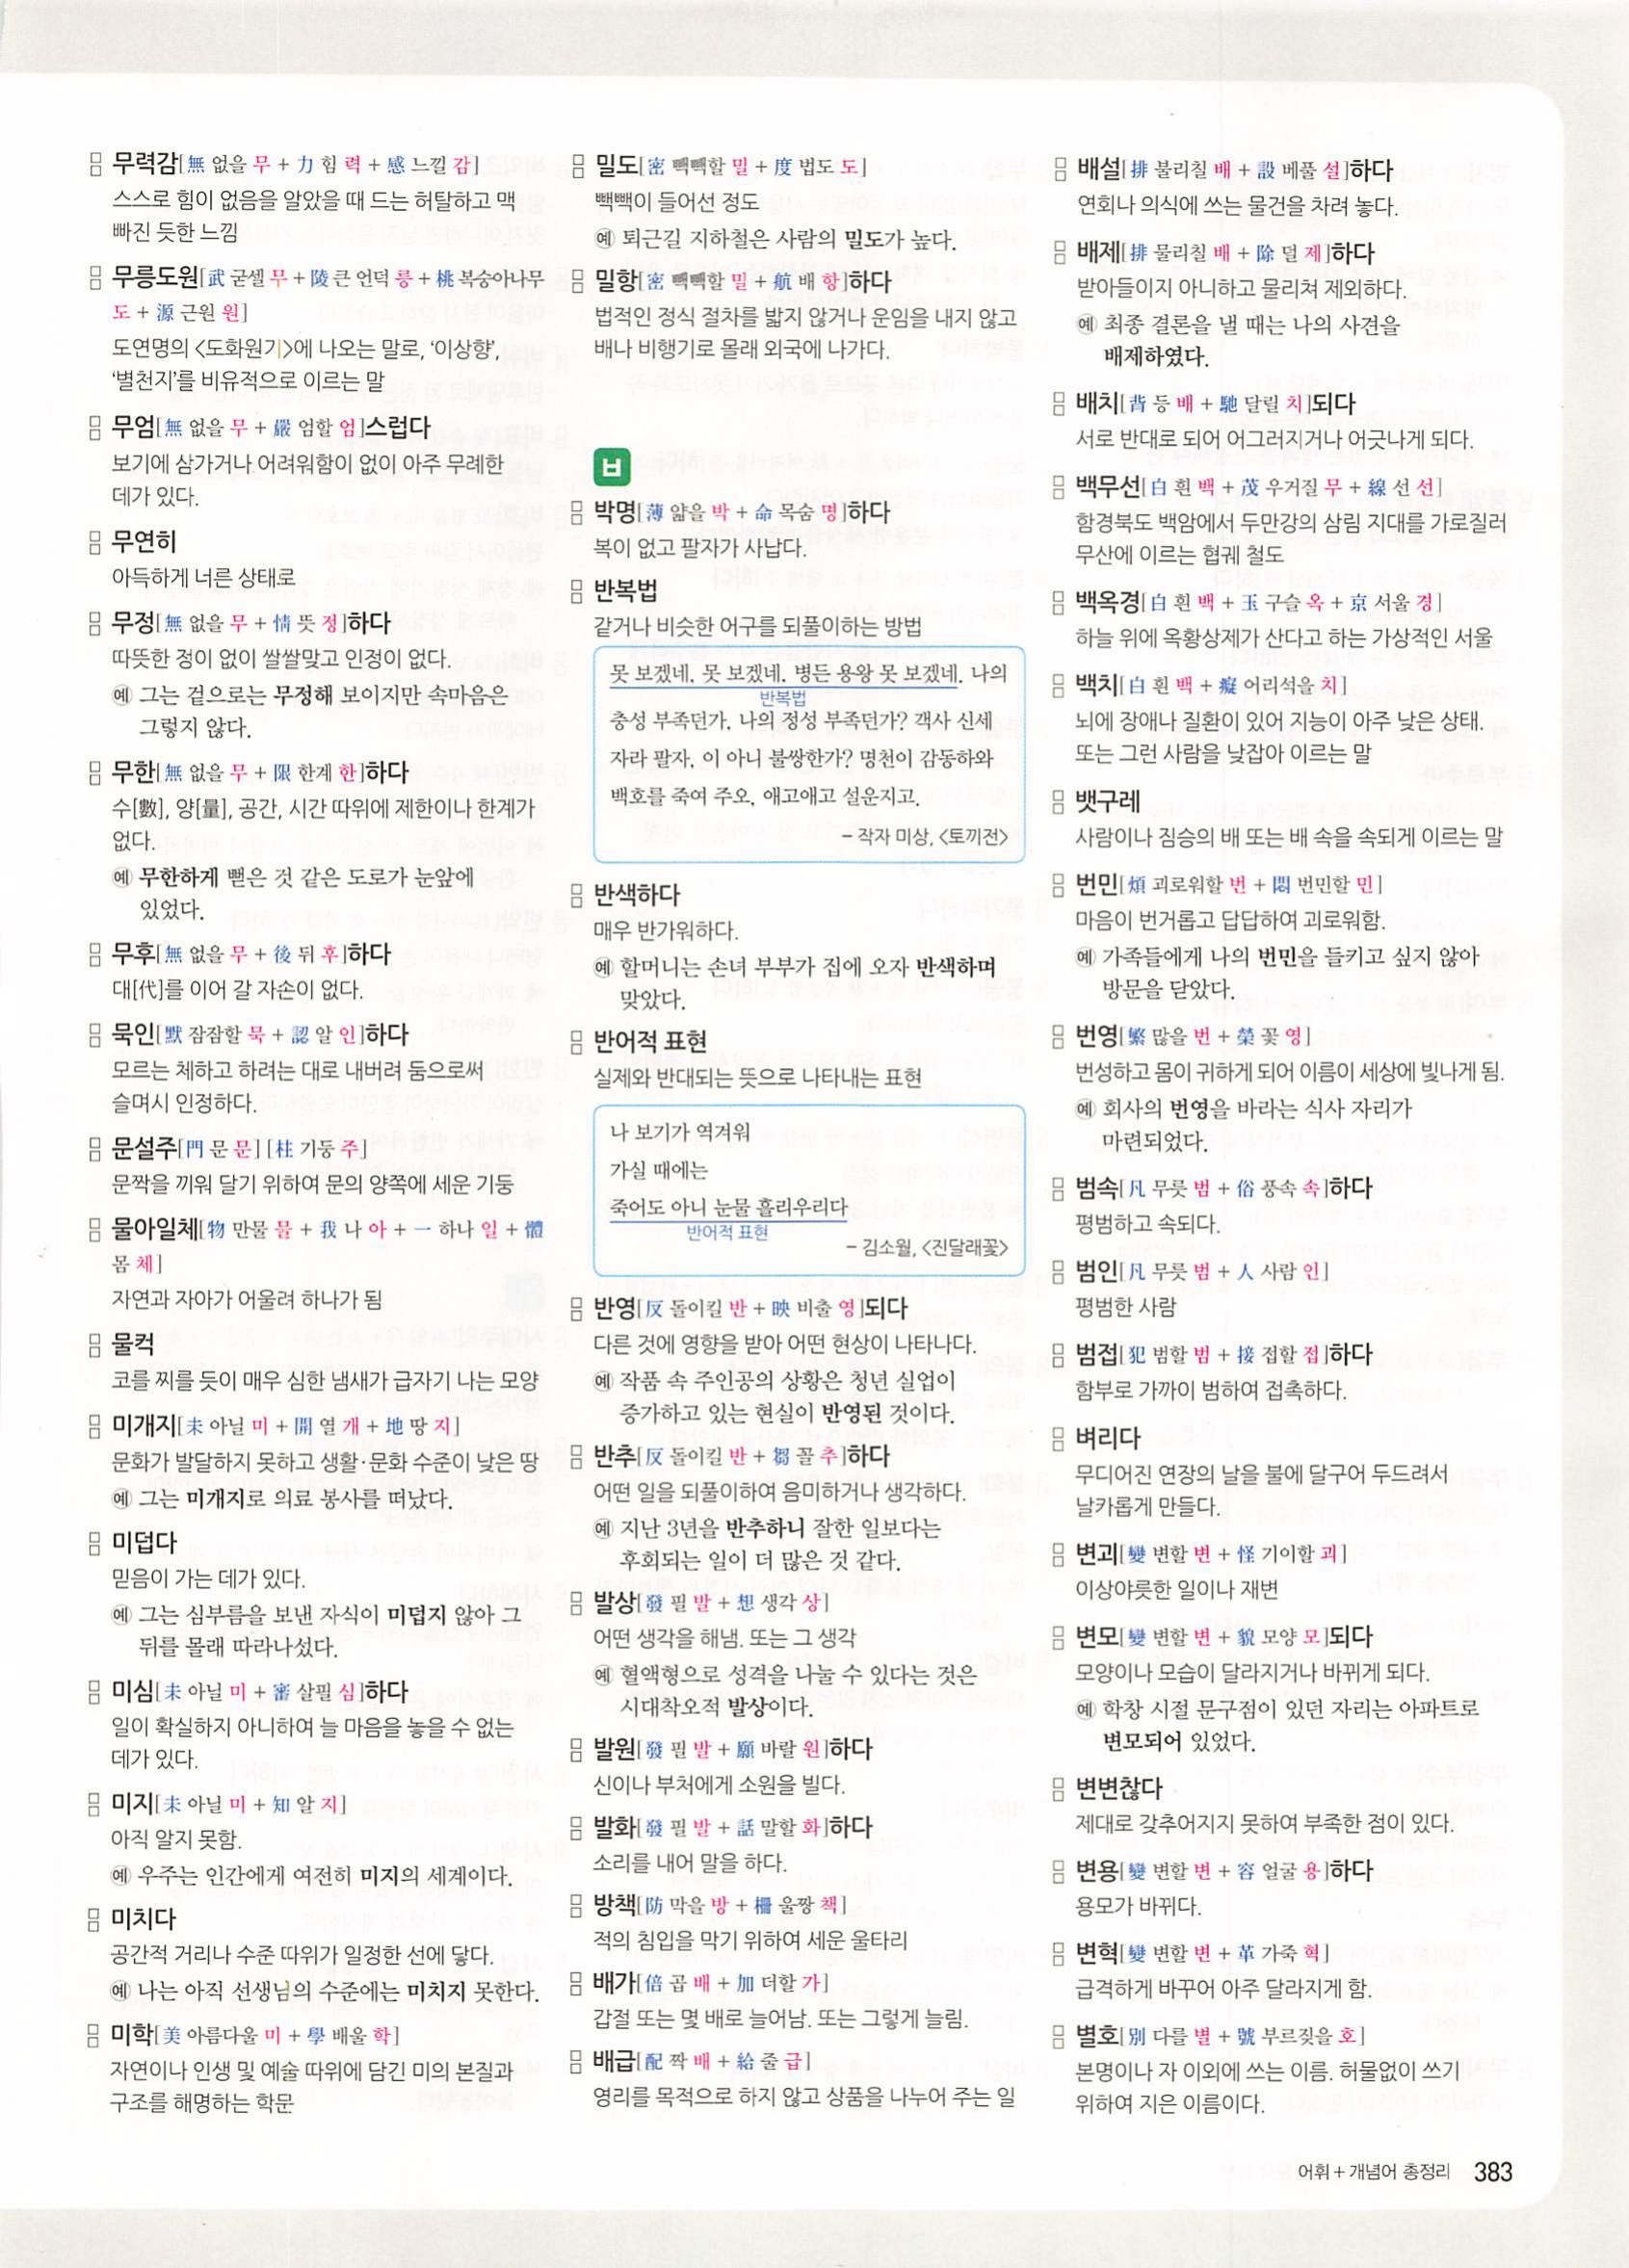 무력감[無 없을 무 + 力 힘 력 + 感 느낄 감]
스스로 힘이 없음을 알았을 때 드는 허탈하고 맥
빠진 듯한 느낌
무릉도원[武 굳셀 무 + 陵 큰 언덕 릉 + 桃 복숭아나무
도 + 源 근원 원]
도연명의 <도화원기>에 나오는 말로, ‘이상향’,
‘별천지’를 비유적으로 이르는 말
무엄[無 없을 무 + 嚴 엄할 엄]스럽다
보기에 삼가거나 어려워함이 없이 아주 무례한
데가 있다.
무연히
아득하게 너른 상태로
무정[無 없을 무 + 情 뜻 정]하다
따뜻한 정이 없이 쌀쌀맞고 인정이 없다.
예 그는 겉으로는 무정해 보이지만 속마음은
그렇지 않다.
무한[無 없을 무 + 限 한계 한]하다
수[數], 양[量], 공간, 시간 따위에 제한이나 한계가
없다.
예 무한하게 뻗은 것 같은 도로가 눈앞에
있었다.
무후[無 없을 무 + 後 뒤 후]하다
대[代]를 이어 갈 자손이 없다.
묵인[默 잠잠할 묵 + 認 알 인]하다
모르는 체하고 하려는 대로 내버려 둠으로써
슬며시 인정하다.
문설주[門 문 문] [柱 기둥 주]
문짝을 끼워 달기 위하여 문의 양쪽에 세운 기둥
물아일체[物 만물 물 + 我 나 아 + 一 하나 일 + 體
몸 체]
자연과 자아가 어울려 하나가 됨
물컥
코를 찌를 듯이 매우 심한 냄새가 급자기 나는 모양
미개지[未 아닐 미 + 開 열 개 + 地 땅 지]
문화가 발달하지 못하고 생활·문화 수준이 낮은 땅
예 그는 미개지로 의료 봉사를 떠났다.
미덥다
믿음이 가는 데가 있다.
예 그는 심부름을 보낸 자식이 미덥지 않아 그
뒤를 몰래 따라나섰다.
미심[未 아닐 미 + 審 살필 심]하다
일이 확실하지 아니하여 늘 마음을 놓을 수 없는
데가 있다.
미지[未 아닐 미 + 知 알 지]
아직 알지 못함.
예 우주는 인간에게 여전히 미지의 세계이다.
미치다
공간적 거리나 수준 따위가 일정한 선에 닿다.
예 나는 아직 선생님의 수준에는 미치지 못한다.
미학[美 아름다울 미 + 學 배울 학]
자연이나 인생 및 예술 따위에 담긴 미의 본질과
구조를 해명하는 학문
밀도[密 빽빽할 밀 + 度 법도 도]
빽빽이 들어선 정도
예 퇴근길 지하철은 사람의 밀도가 높다.
밀항[密 빽빽할 밀 + 航 배 항]하다
법적인 정식 절차를 밟지 않거나 운임을 내지 않고
배나 비행기로 몰래 외국에 나가다.
ㅂ
박명[薄 얇을 박 + 命 목숨 명]하다
복이 없고 팔자가 사납다.
반복법
같거나 비슷한 어구를 되풀이하는 방법
못 보겠네, 못 보겠네, 병든 용왕 못 보겠네. 나의
반복법
충성 부족던가, 나의 정성 부족던가? 객사 신세
자라 팔자, 이 아니 불쌍한가? 명천이 감동하와
백호를 죽여 주오, 애고애고 설운지고.
– 작자 미상, <토끼전>
반색하다
매우 반가워하다.
예 할머니는 손녀 부부가 집에 오자 반색하며
맞았다.
반어적 표현
실제와 반대되는 뜻으로 나타내는 표현
나 보기가 역겨워
가실 때에는
죽어도 아니 눈물 흘리우리다
반어적 표현
– 김소월, <진달래꽃>
반영[反 돌이킬 반 + 映 비출 영]되다
다른 것에 영향을 받아 어떤 현상이 나타나다.
예 작품 속 주인공의 상황은 청년 실업이
증가하고 있는 현실이 반영된 것이다.
반추[反 돌이킬 반 + 芻 꼴 추]하다
어떤 일을 되풀이하여 음미하거나 생각하다.
예 지난 3년을 반추하니 잘한 일보다는
후회되는 일이 더 많은 것 같다.
발상[發 필 발 + 想 생각 상]
어떤 생각을 해냄. 또는 그 생각
예 혈액형으로 성격을 나눌 수 있다는 것은
시대착오적 발상이다.
발원[發 필 발 + 願 바랄 원]하다
신이나 부처에게 소원을 빌다.
발화[發 필 발 + 話 말할 화]하다
소리를 내어 말을 하다.
방책[防 막을 방 + 柵 울짱 책]
적의 침입을 막기 위하여 세운 울타리
배가[倍 곱 배 + 加 더할 가]
갑절 또는 몇 배로 늘어남. 또는 그렇게 늘림.
배급[配 짝 배 + 給 줄 급]
영리를 목적으로 하지 않고 상품을 나누어 주는 일
배설[排 불리칠 배 + 設 베풀 설]하다
연회나 의식에 쓰는 물건을 차려 놓다.
배제[排 물리칠 배 + 除 덜 제]하다
받아들이지 아니하고 물리쳐 제외하다.
예 최종 결론을 낼 때는 나의 사견을
배제하였다.
배치[背 등 배 + 馳 달릴 치]되다
서로 반대로 되어 어그러지거나 어긋나게 되다.
백무선[白 흰 백 + 茂 우거질 무 + 線 선 선]
함경북도 백암에서 두만강의 삼림 지대를 가로질러
무산에 이르는 협궤 철도
백옥경[白 흰 백 + 玉 구슬 옥 + 京 서울 경]
하늘 위에 옥황상제가 산다고 하는 가상적인 서울
백치[白 흰 백 + 癡 어리석을 치]
뇌에 장애나 질환이 있어 지능이 아주 낮은 상태.
또는 그런 사람을 낮잡아 이르는 말
뱃구레
사람이나 짐승의 배 또는 배 속을 속되게 이르는 말
번민[煩 괴로워할 번 + 悶 번민할 민]
마음이 번거롭고 답답하여 괴로워함.
예 가족들에게 나의 번민을 들키고 싶지 않아
방문을 닫았다.
번영[繁 많을 번 + 榮 꽃 영]
번성하고 몸이 귀하게 되어 이름이 세상에 빛나게 됨.
예 회사의 번영을 바라는 식사 자리가
마련되었다.
범속[凡 무릇 범 + 俗 풍속 속]하다
평범하고 속되다.
범인[凡 무릇 범 + 人 사람 인]
평범한 사람
범접[犯 범할 범 + 接 접할 접]하다
함부로 가까이 범하여 접촉하다.
벼리다
무디어진 연장의 날을 불에 달구어 두드려서
날카롭게 만들다.
변괴[變 변할 변 + 怪 기이할 괴]
이상야릇한 일이나 재변
변모[變 변할 변 + 貌 모양 모]되다
모양이나 모습이 달라지거나 바뀌게 되다.
예 학창 시절 문구점이 있던 자리는 아파트로
변모되어 있었다.
변변찮다
제대로 갖추어지지 못하여 부족한 점이 있다.
변용[變 변할 변 + 容 얼굴 용]하다
용모가 바뀌다.
변혁[變 변할 변 + 革 가죽 혁]
급격하게 바꾸어 아주 달라지게 함.
별호[別 다를 별 + 號 부르짖을 호]
본명이나 자 이외에 쓰는 이름. 허물없이 쓰기
위하여 지은 이름이다.
어휘 + 개념어 총정리 383